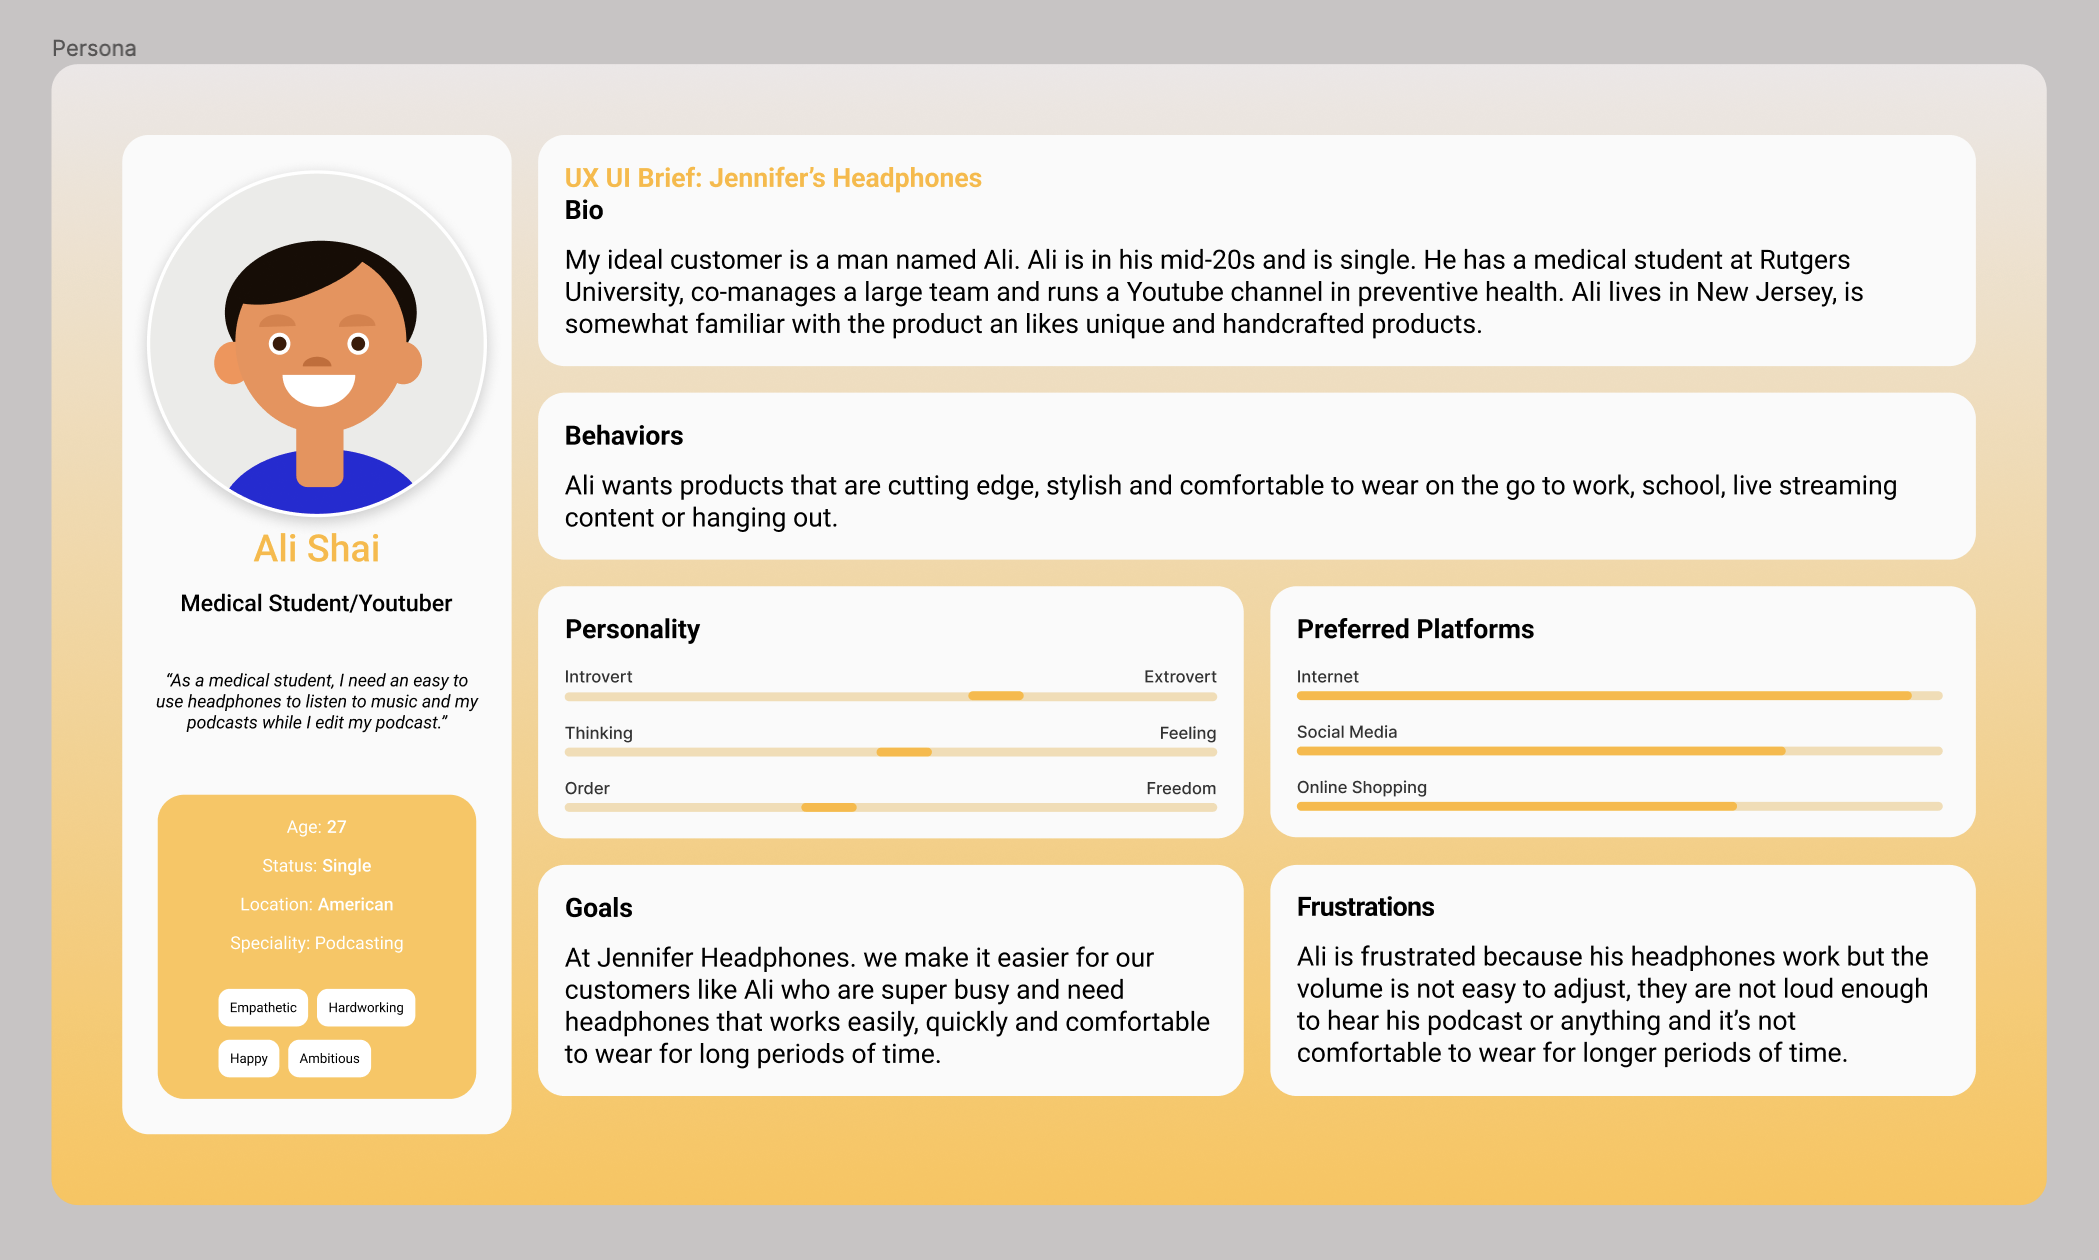 Persona
Ali Shai
Medical Student/Youtuber
“As a medical student, I need an easy to
use headphones to listen to music and my
podcasts while I edit my podcast.”
Age: 27
Status: Single
Location: American
Speciality: Podcasting
Empathetic Hardworking
Happy Ambitious
UX UI Brief: Jennifer’s Headphones
Bio
My ideal customer is a man named Ali. Ali is in his mid-20s and is single. He has a medical student at Rutgers
University, co-manages a large team and runs a Youtube channel in preventive health. Ali lives in New Jersey, is
somewhat familiar with the product an likes unique and handcrafted products.
Behaviors
Ali wants products that are cutting edge, stylish and comfortable to wear on the go to work, school, live streaming
content or hanging out.
Personality
Introvert Extrovert
Thinking Feeling
Order Freedom
Preferred Platforms
Internet
Social Media
Online Shopping
Goals
At Jennifer Headphones. we make it easier for our
customers like Ali who are super busy and need
headphones that works easily, quickly and comfortable
to wear for long periods of time.
Frustrations
Ali is frustrated because his headphones work but the
volume is not easy to adjust, they are not loud enough
to hear his podcast or anything and it’s not
comfortable to wear for longer periods of time.